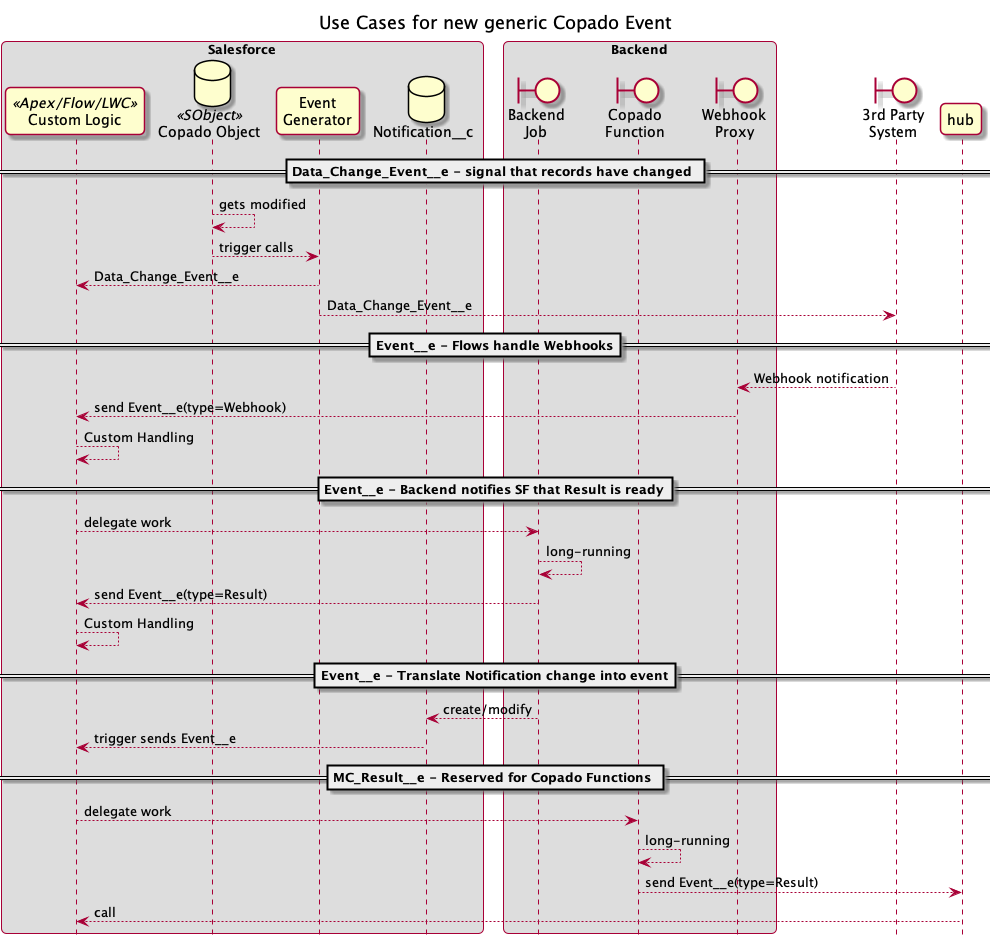 Use Cases for new generic Copado Event
Salesforce
Backend
«Apex/Flow/LWC»
Custom Logic
«SObject»
Copado Object
Event
Generator
Notification__c
Backend
Job
Copado
Function
Webhook
Proxy
3rd Party
System
hub
Data_Change_Event__e - signal that records have changed
gets modified
trigger calls
Data_Change_Event__e
Data_Change_Event__e
Event__e - Flows handle Webhooks
Webhook notification
send Event__e(type=Webhook)
Custom Handling
Event__e - Backend notifies SF that Result is ready
delegate work
long-running
send Event__e(type=Result)
Custom Handling
Event__e - Translate Notification change into event
create/modify
trigger sends Event__e
MC_Result__e - Reserved for Copado Functions
delegate work
long-running
send Event__e(type=Result)
call